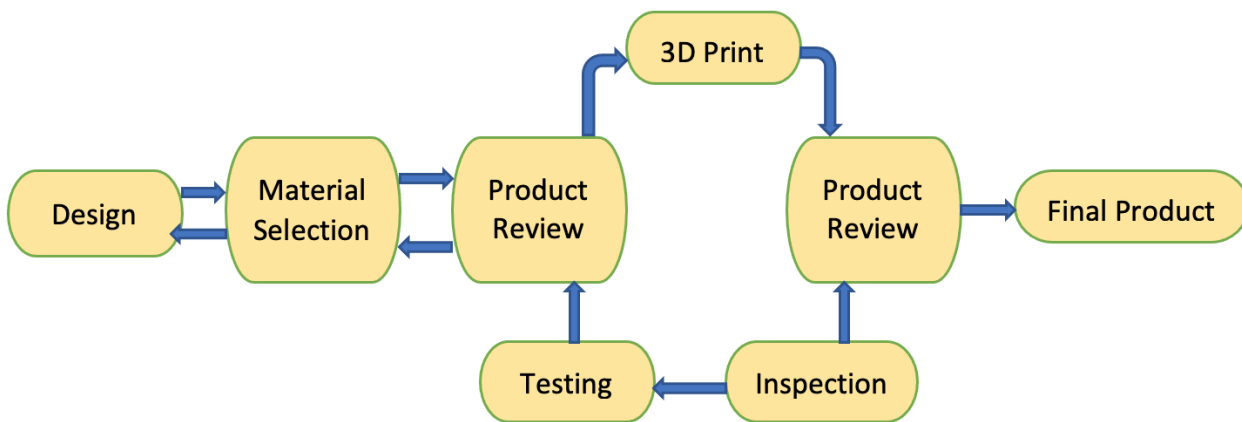 3D Print
Design
Material
Selection
Product
Review
Product
Review
Final Product
Testing
Inspection